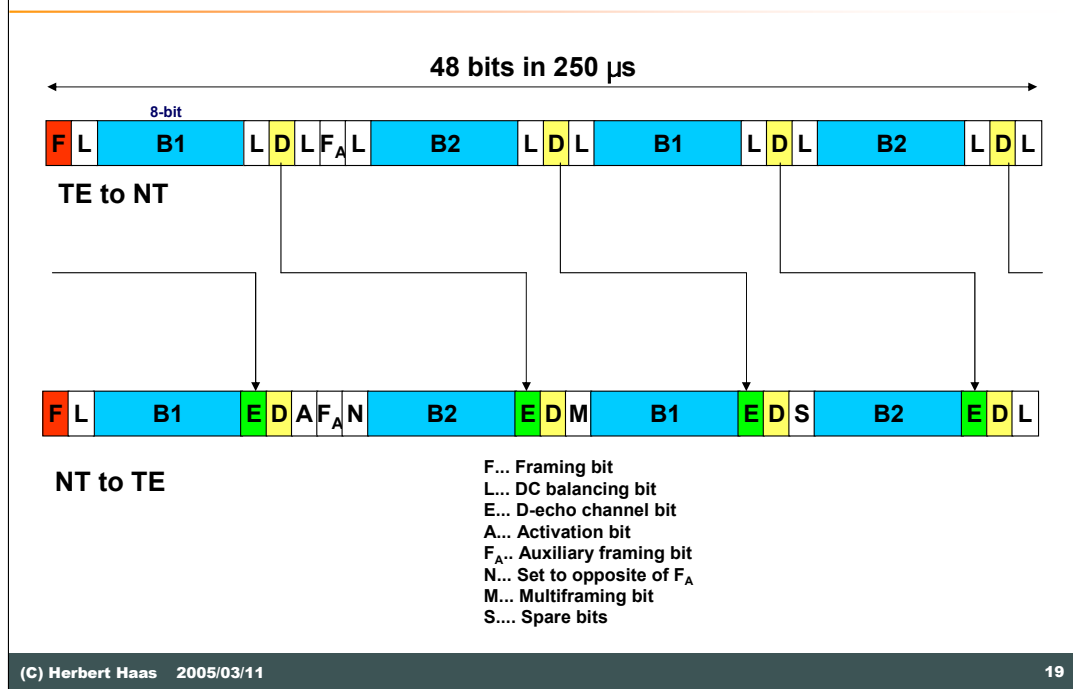 48 bits in 250 µs
8-bit
F L B1 L D L FA L B2 L D L B1 L D L B2 L D L
TE to NT
F L B1 E D A FA N B2 E D M B1 E D S B2 E D L
NT to TE
F... Framing bit
L... DC balancing bit
E... D-echo channel bit
A... Activation bit
FA.. Auxiliary framing bit
N... Set to opposite of FA
M... Multiframing bit
S.... Spare bits
(C) Herbert Haas 2005/03/11 19